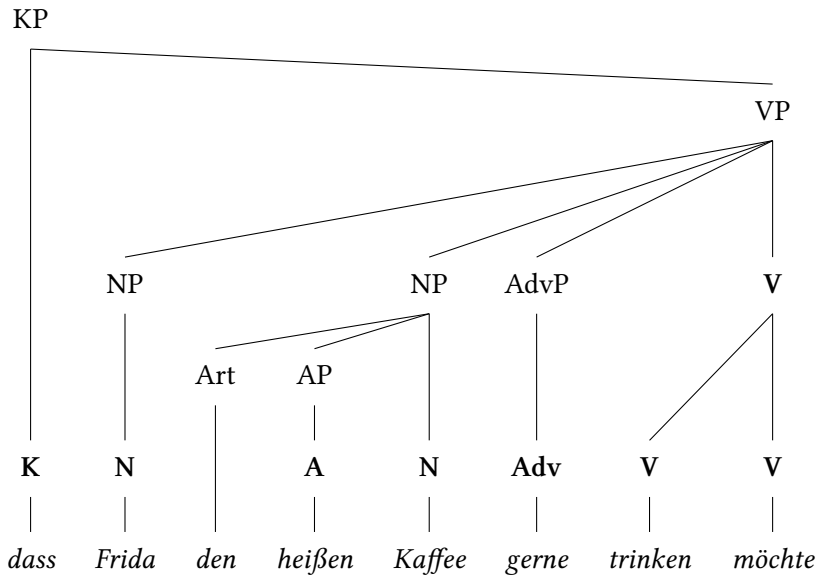 KP
VP
NP NP AdvP V
Art AP
K N A N Adv V V
dass Frida den heißen Kaffee gerne trinken möchte